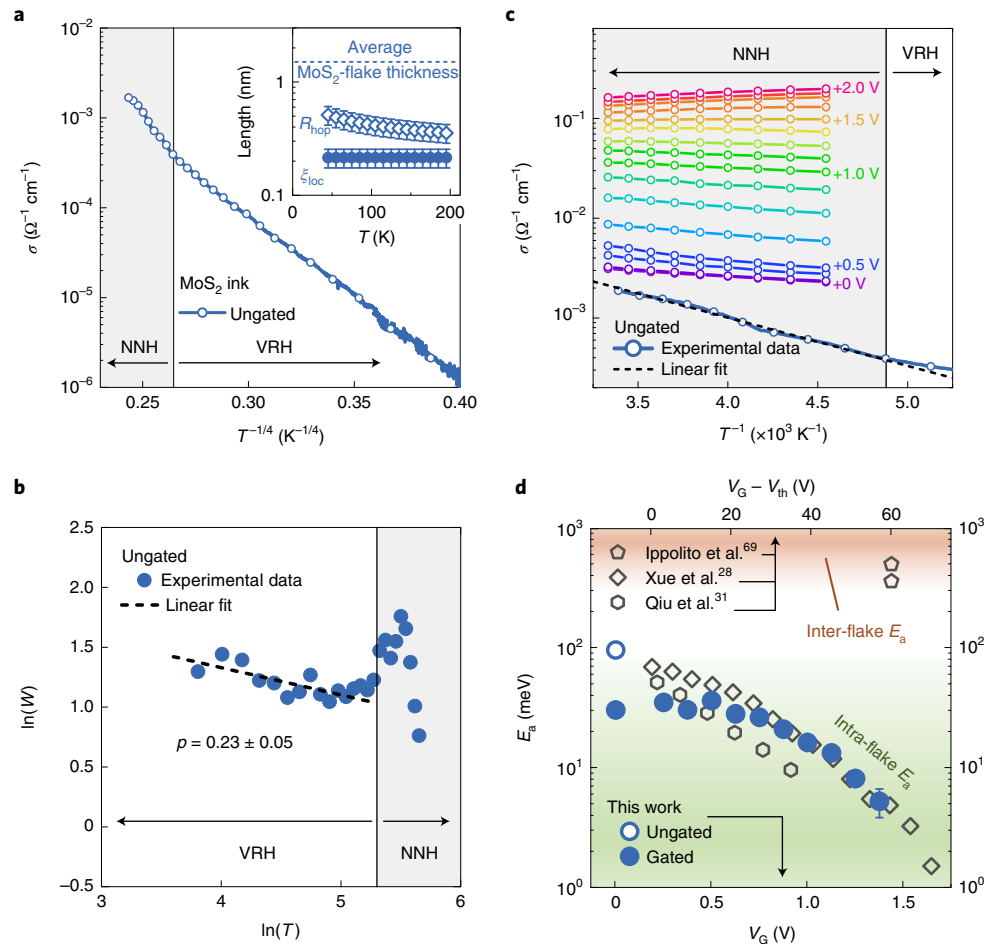 a
10⁻²
10⁻³
10⁻⁴
10⁻⁵
10⁻⁶
σ (Ω⁻¹ cm⁻¹)
1
0.1
Length (nm)
Average
MoS₂-flake thickness
R_hop
ξ_loc
0 100 200
T (K)
MoS₂ ink
Ungated
NNH
VRH
0.25 0.30 0.35 0.40
T⁻¹/⁴ (K⁻¹/⁴)
c
10⁰
10⁻¹
10⁻²
10⁻³
σ (Ω⁻¹ cm⁻¹)
NNH
VRH
+2.0 V
+1.5 V
+1.0 V
+0.5 V
+0 V
Ungated
Experimental data
Linear fit
3.5 4.0 4.5 5.0
T⁻¹ (×10³ K⁻¹)
b
2.5
2.0
1.5
1.0
0.5
0
–0.5
ln(W)
Ungated
Experimental data
Linear fit
p = 0.23 ± 0.05
VRH
NNH
3 4 5 6
ln(T)
d
V_G – V_th (V)
0 20 40 60
10³
10²
10¹
10⁰
E_a (meV)
10³
10²
10¹
10⁰
Ippolito et al.⁶⁹
Xue et al.²⁸
Qiu et al.³¹
Inter-flake E_a
Intra-flake E_a
This work
Ungated
Gated
0 0.5 1.0 1.5
V_G (V)